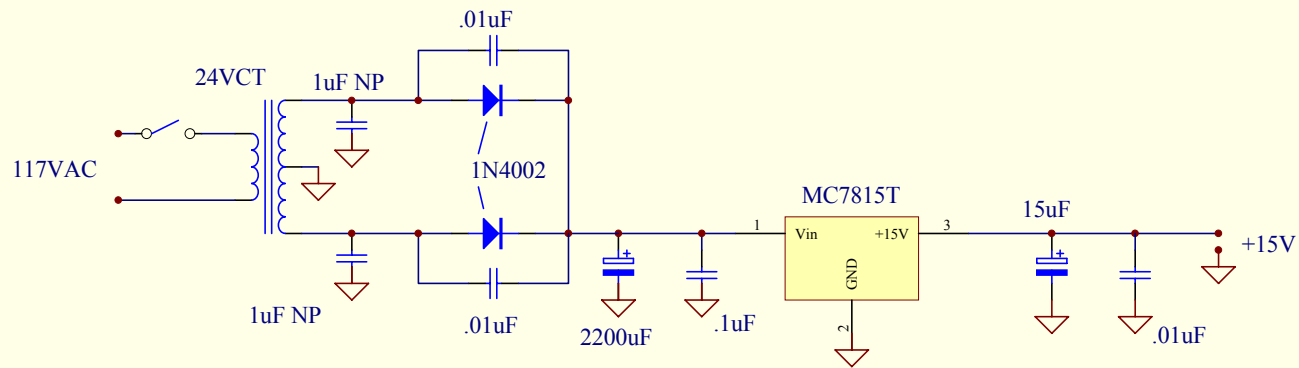 .01uF
24VCT
1uF NP
117VAC
1N4002
MC7815T
1
Vin
+15V
3
GND
2
15uF
+15V
+
+
1uF NP
.01uF
2200uF
.1uF
.01uF